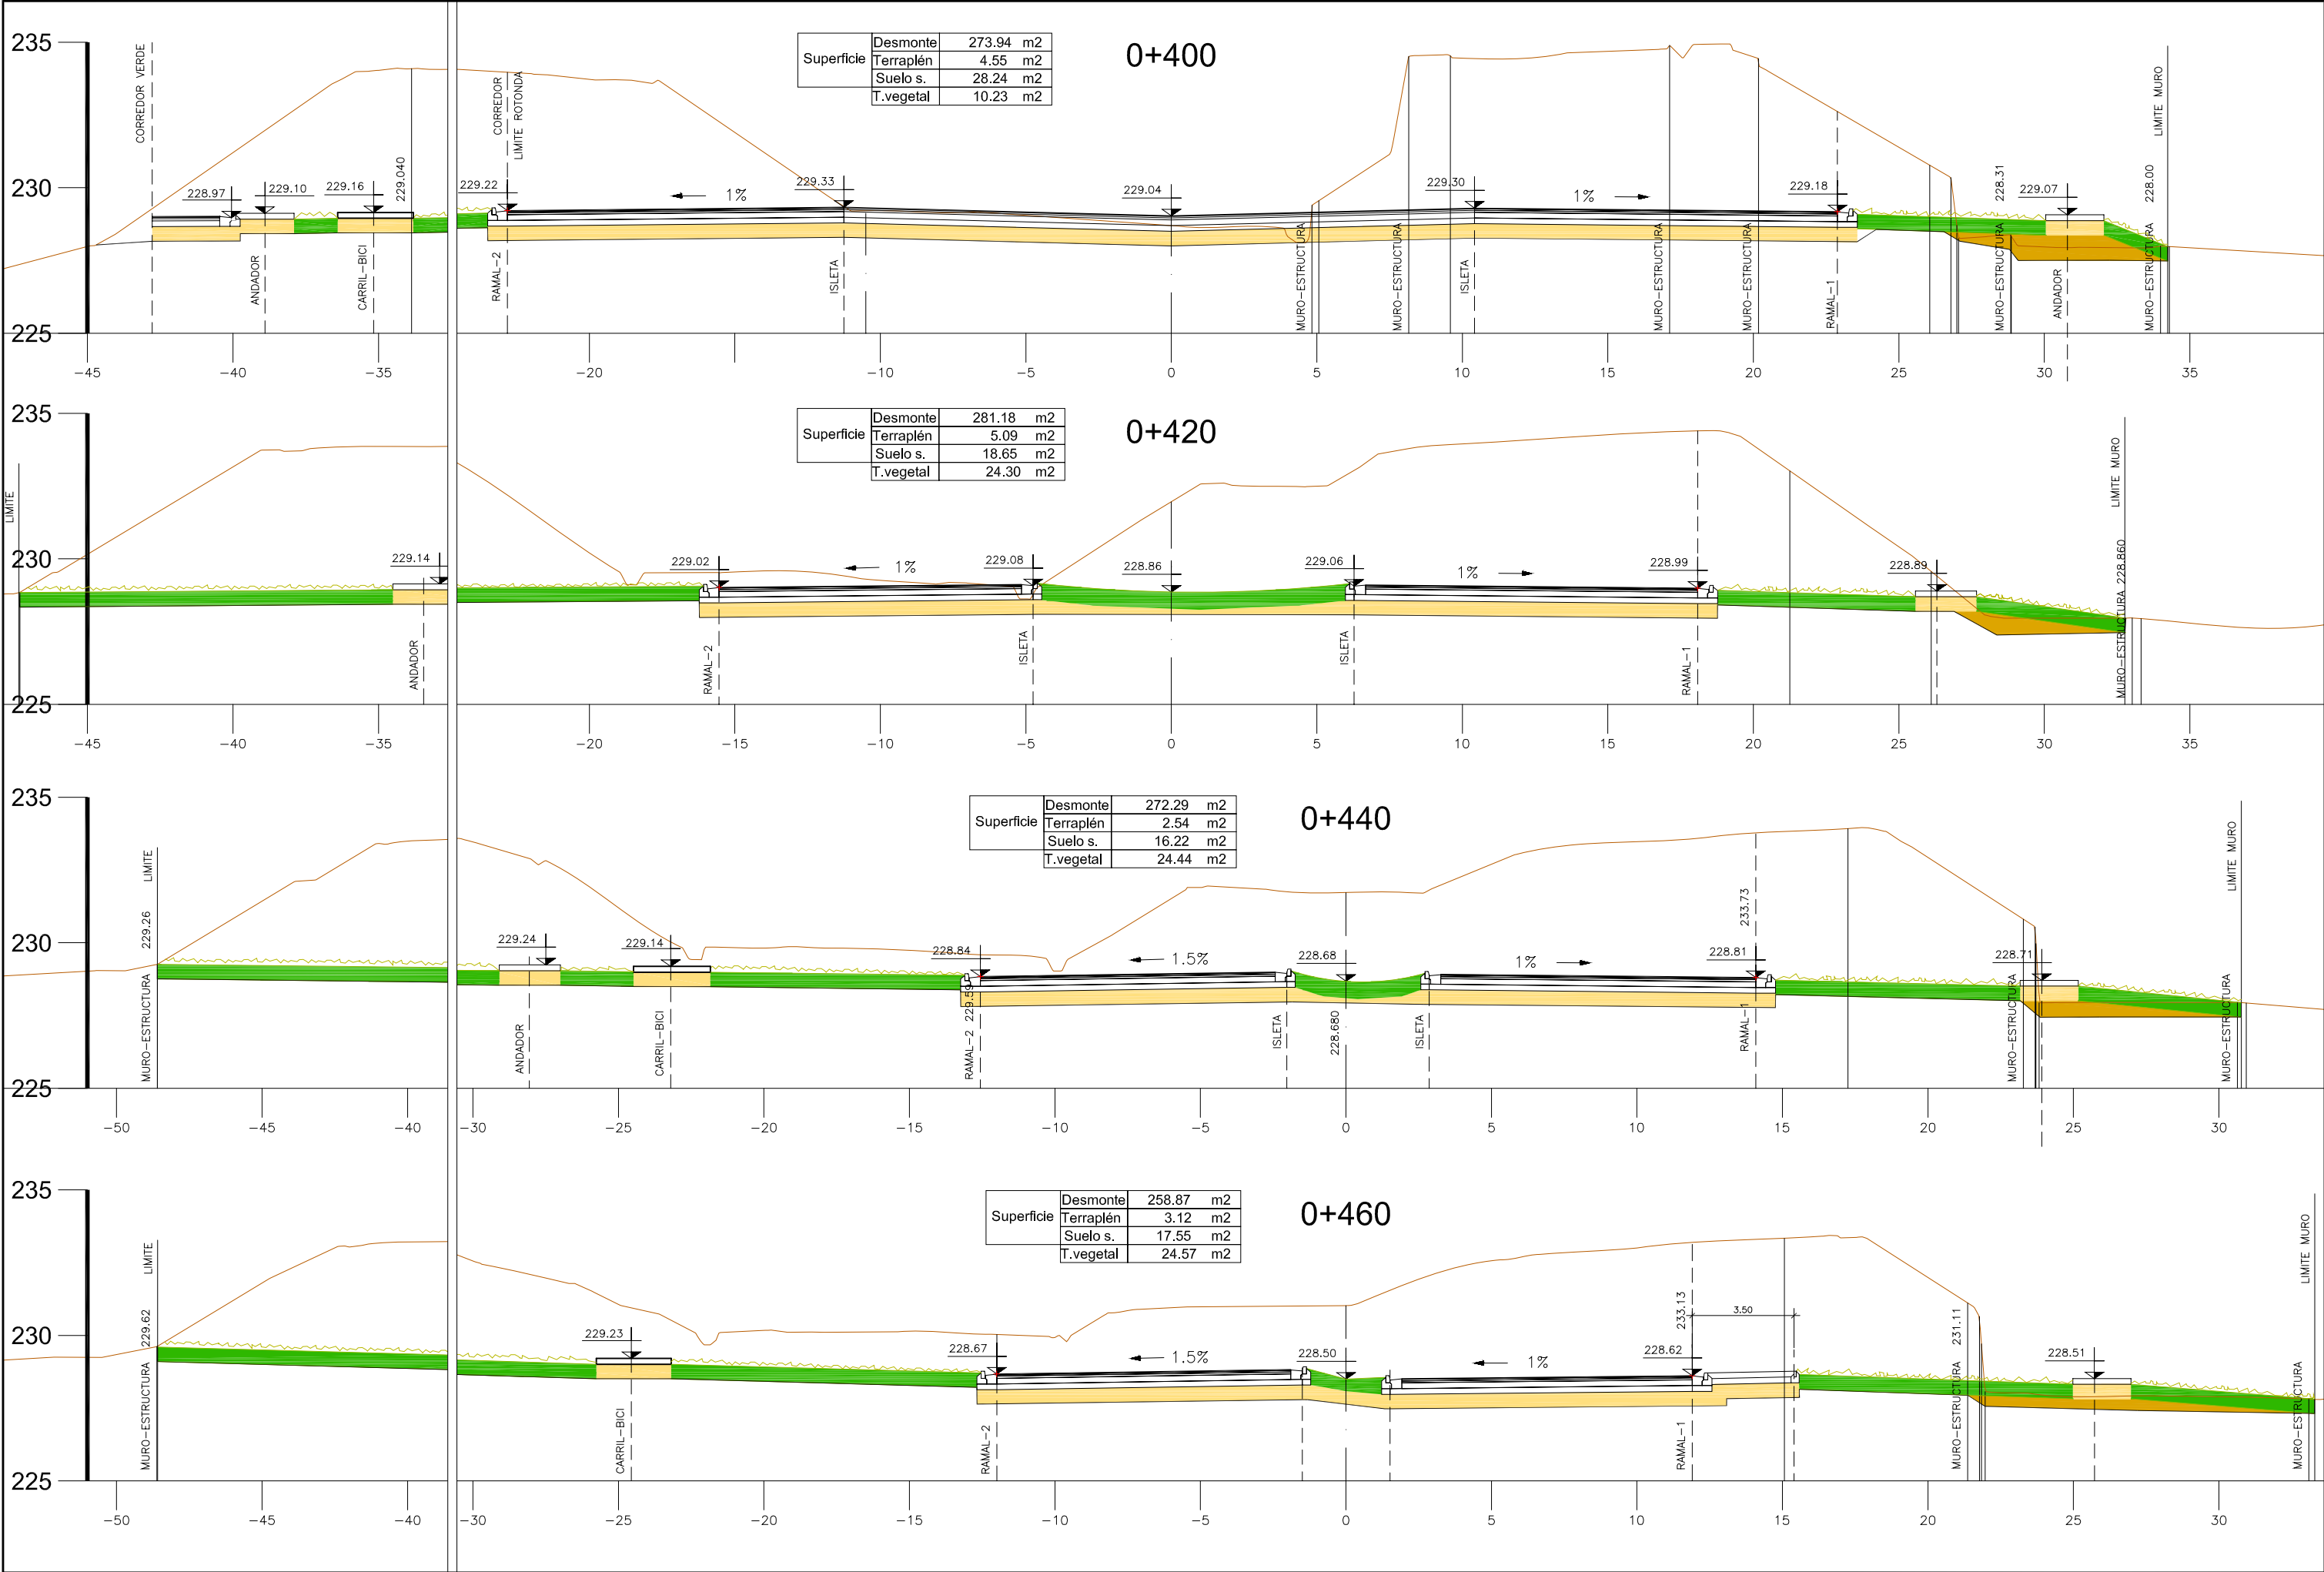 0+400
Superficie
Desmonte 273.94 m2
Terraplén 4.55 m2
Suelo s. 28.24 m2
T.vegetal 10.23 m2
235
230
225
CORREDOR VERDE
228.97
229.10
229.16
229.040
229.22
CORREDOR
LIMITE ROTONDA
1%
229.33
229.04
229.30
1%
229.18
228.31
229.07
228.00
LIMITE MURO
ANDADOR
CARRIL-BICI
RAMAL-2
ISLETA
MURO-ESTRUCTURA
MURO-ESTRUCTURA
ISLETA
MURO-ESTRUCTURA
MURO-ESTRUCTURA
RAMAL-1
MURO-ESTRUCTURA
ANDADOR
MURO-ESTRUCTURA
-45 -40 -35 -20 -15 -10 -5 0 5 10 15 20 25 30 35
0+420
Superficie
Desmonte 281.18 m2
Terraplén 5.09 m2
Suelo s. 18.65 m2
T.vegetal 24.30 m2
235
230
225
LIMITE
229.14
229.02
1%
229.08
228.86
229.06
1%
228.99
228.89
LIMITE MURO
ANDADOR
RAMAL-2
ISLETA
ISLETA
RAMAL-1
MURO-ESTRUCTURA 228.860
-45 -40 -35 -20 -15 -10 -5 0 5 10 15 20 25 30 35
0+440
Superficie
Desmonte 272.29 m2
Terraplén 2.54 m2
Suelo s. 16.22 m2
T.vegetal 24.44 m2
235
230
225
LIMITE
MURO-ESTRUCTURA 229.26
229.24
229.14
228.84
1.5%
228.68
1%
233.73
228.81
228.71
LIMITE MURO
ANDADOR
CARRIL-BICI
RAMAL-2 229.59
ISLETA
228.680
ISLETA
RAMAL-1
MURO-ESTRUCTURA
MURO-ESTRUCTURA
-50 -45 -40 -30 -25 -20 -15 -10 -5 0 5 10 15 20 25 30
0+460
Superficie
Desmonte 258.87 m2
Terraplén 3.12 m2
Suelo s. 17.55 m2
T.vegetal 24.57 m2
235
230
225
LIMITE
MURO-ESTRUCTURA 229.62
229.23
228.67
1.5%
228.50
1%
233.13
3.50
228.62
228.51
LIMITE MURO
CARRIL-BICI
RAMAL-2
RAMAL-1
MURO-ESTRUCTURA 231.11
MURO-ESTRUCTURA
-50 -45 -40 -30 -25 -20 -15 -10 -5 0 5 10 15 20 25 30